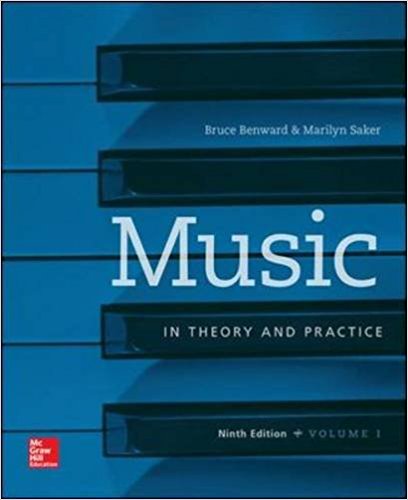 Bruce Benward & Marilyn Saker
Music
IN THEORY AND PRACTICE
Ninth Edition + VOLUME 1
Mc
Graw
Hill
Education